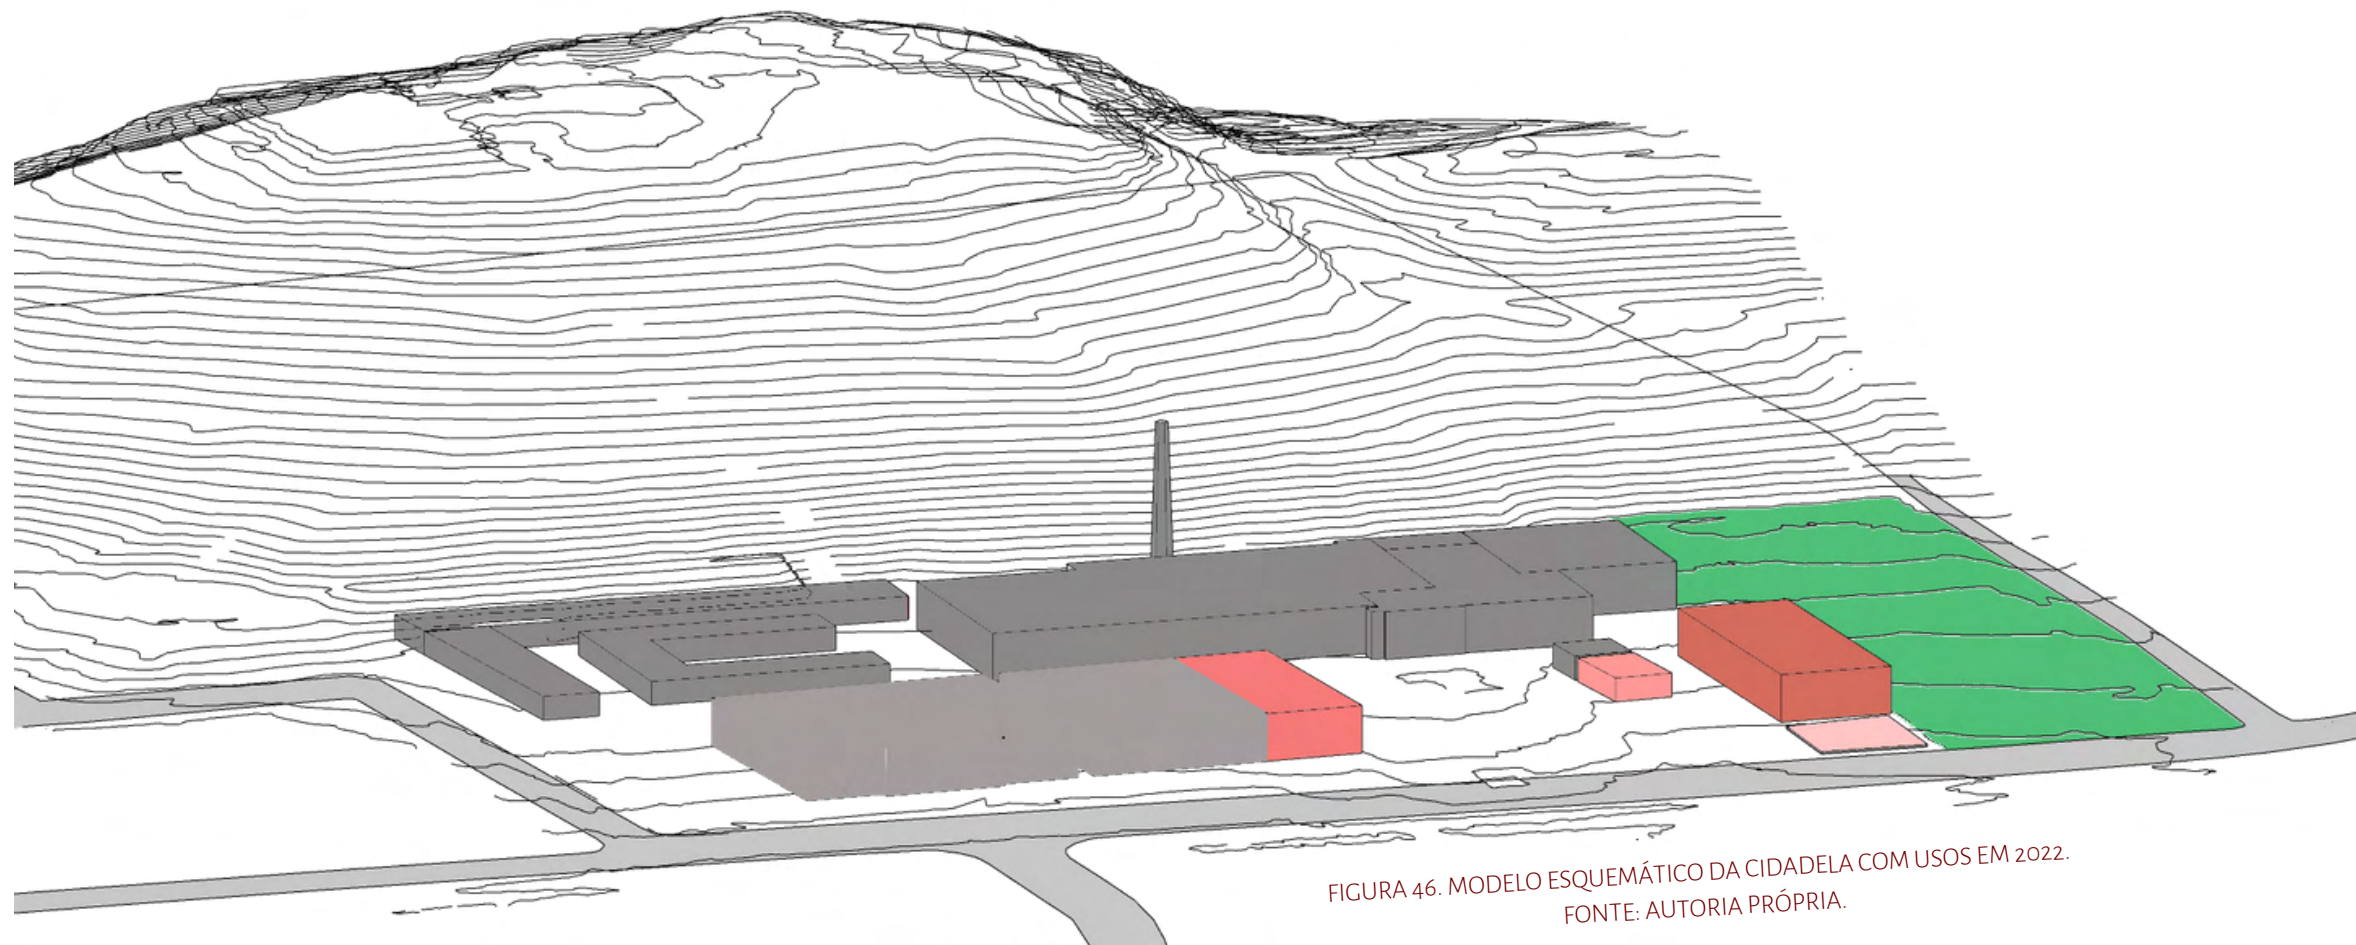 FIGURA 46. MODELO ESQUEMÁTICO DA CIDADELA COM USOS EM 2022.
FONTE: AUTORIA PRÓPRIA.